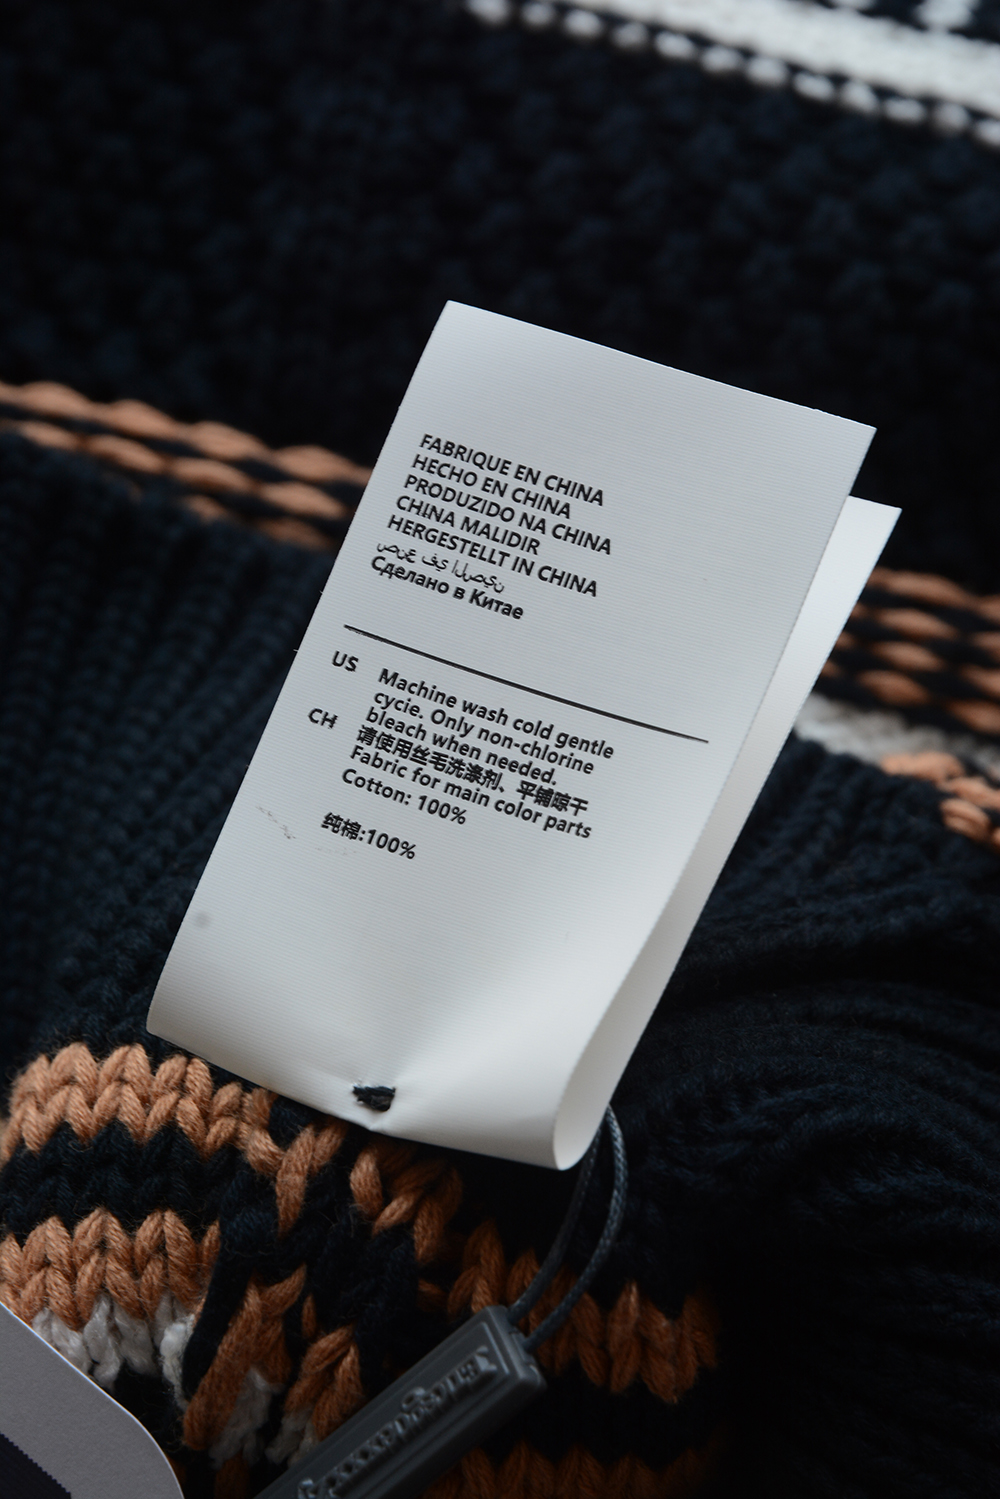 FABRIQUE EN CHINA
HECHO EN CHINA
PRODUZIDO NA CHINA
CHINA MALIDIR
HERGESTELLT IN CHINA
ﺻﻨﻊ ﻓﻲ ﺍﻟﺼﻴﻦ
Сделано в Китае
US Machine wash cold gentle
cycie. Only non-chlorine
bleach when needed.
CH 请使用丝毛洗涤剂、平铺晾干
Fabric for main color parts
Cotton: 100%
纯棉:100%